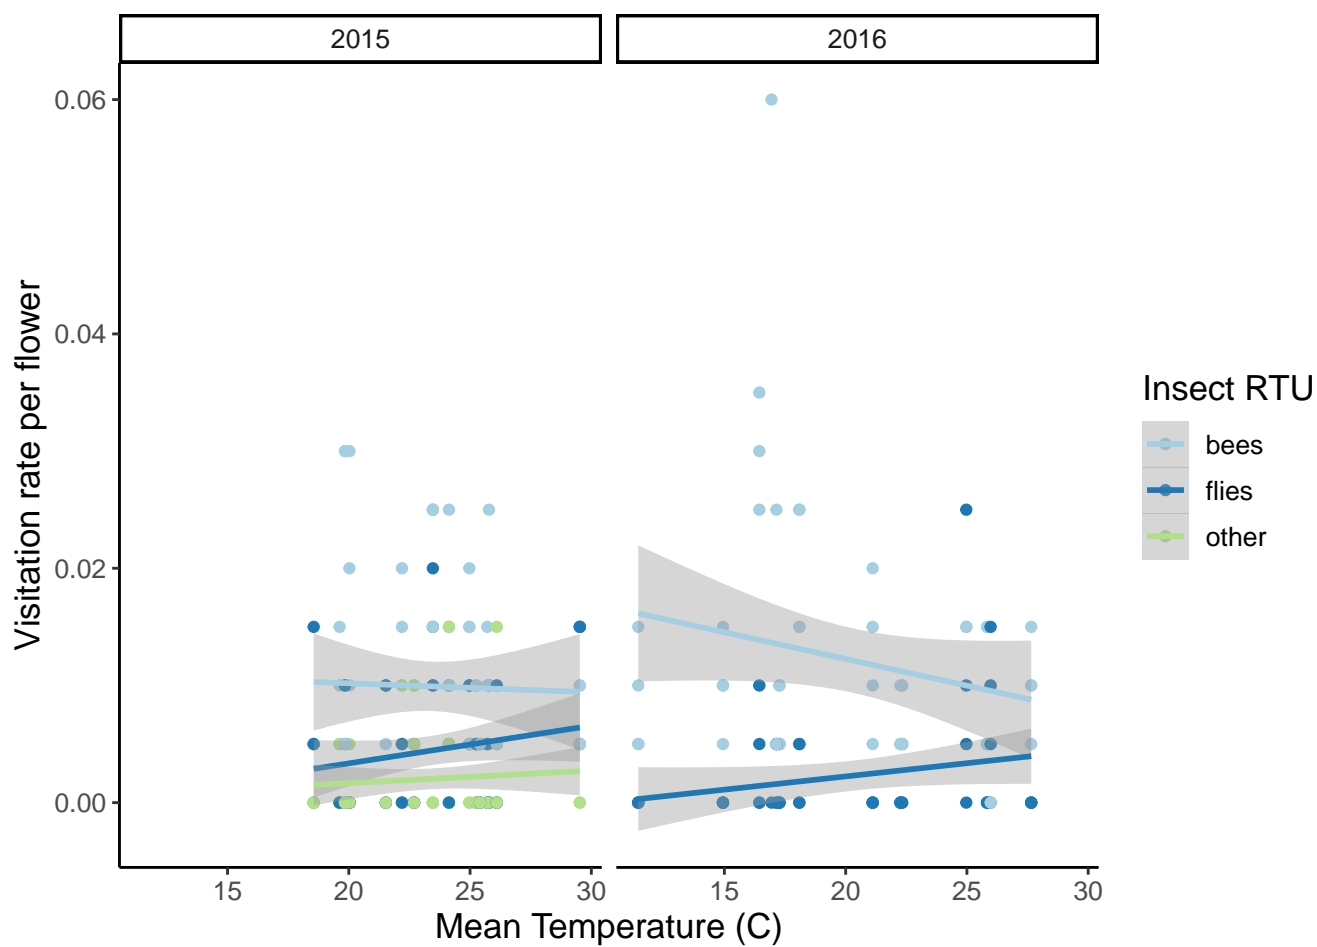 2015
2016
0.06
0.04
0.02
0.00
Visitation rate per flower
15
20
25
30
15
20
25
30
Mean Temperature (C)
Insect RTU
bees
flies
other